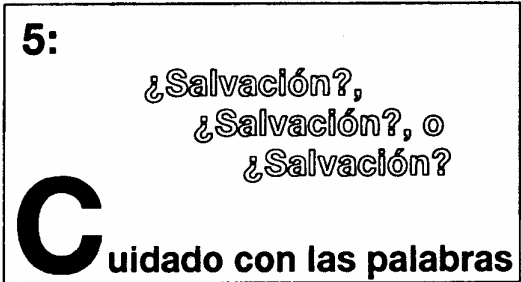 5:
¿Salvación?,
¿Salvación?, o
¿Salvación?
Cuidado con las palabras